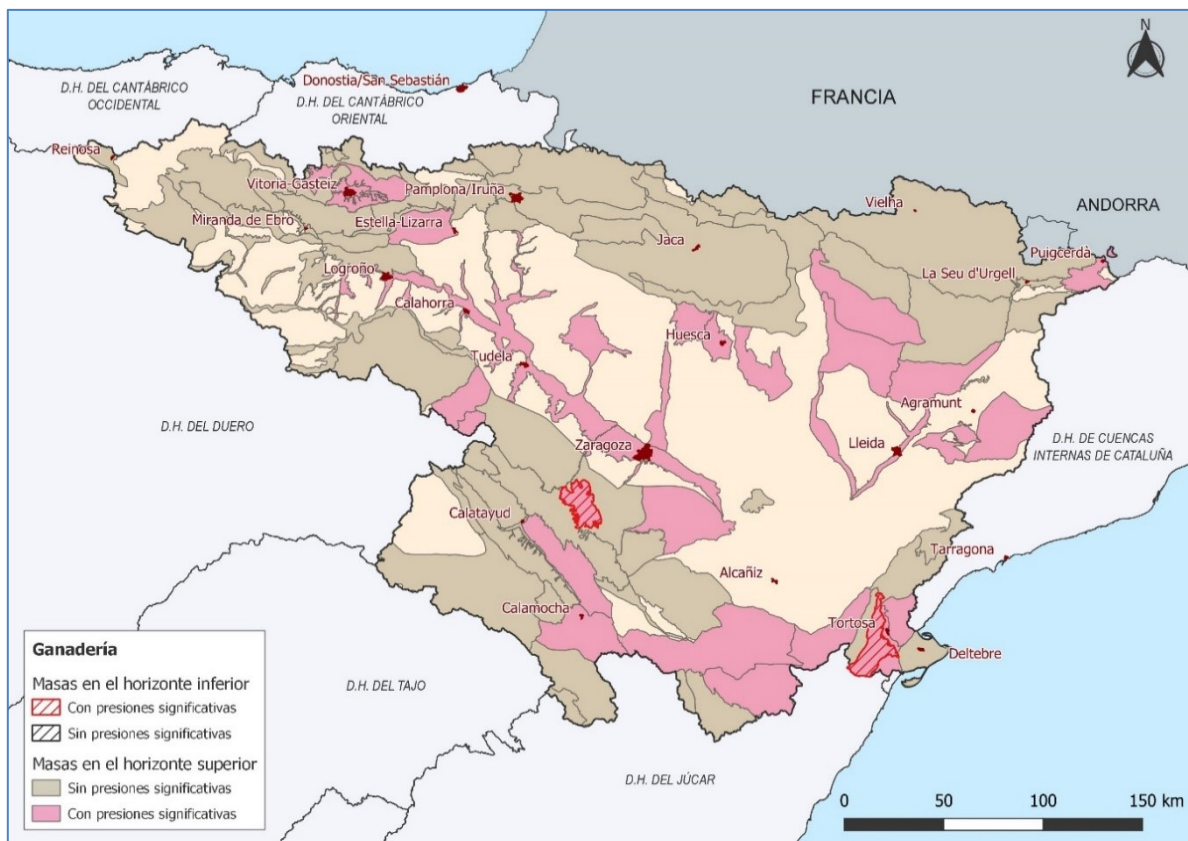 N
D.H. DEL CANTÁBRICO
OCCIDENTAL
Donostia/San Sebastián
D.H. DEL CANTÁBRICO
ORIENTAL
FRANCIA
Reinosa
Vitoria-Gasteiz
Pamplona/Iruña
Vielha
ANDORRA
Miranda de Ebro
Estella-Lizarra
Jaca
Puigcerdà
La Seu d'Urgell
Logroño
Calahorra
Huesca
Tudela
Agramunt
D.H. DEL DUERO
Zaragoza
Lleida
D.H. DE CUENCAS
INTERNAS DE CATALUÑA
Calatayud
Tarragona
Alcañiz
Calamocha
Tortosa
Deltebre
D.H. DEL TAJO
D.H. DEL JÚCAR
Ganadería
Masas en el horizonte inferior
Con presiones significativas
Sin presiones significativas
Masas en el horizonte superior
Sin presiones significativas
Con presiones significativas
0 50 100 150 km